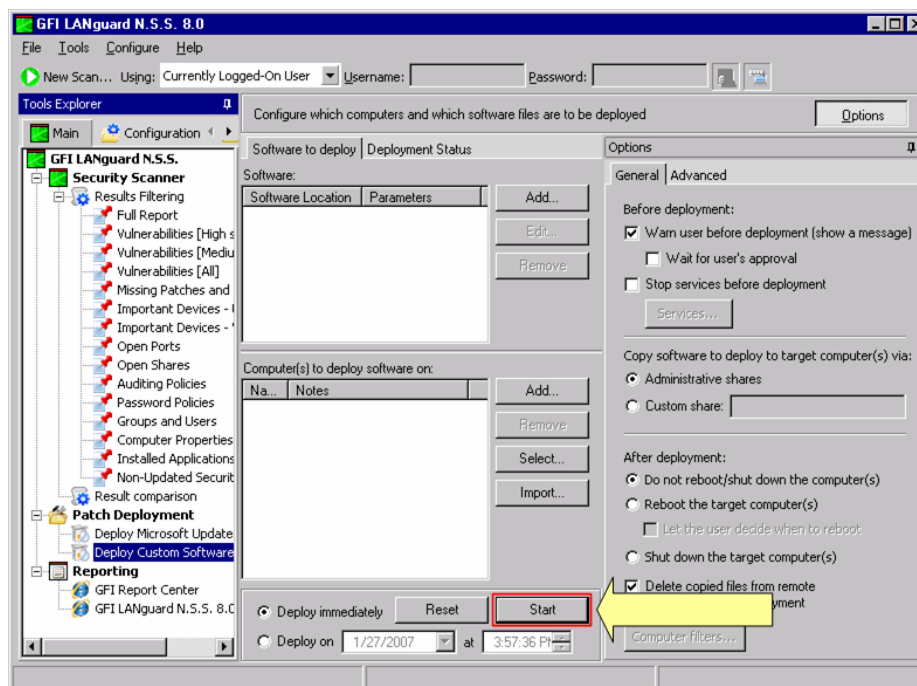 GFI LANguard N.S.S. 8.0
File Tools Configure Help
New Scan... Using: Currently Logged-On User Username: Password:
Tools Explorer
Main Configuration
GFI LANguard N.S.S.
Security Scanner
Results Filtering
Full Report
Vulnerabilities [High s
Vulnerabilities [Mediu
Vulnerabilities [All]
Missing Patches and
Important Devices -
Important Devices -
Open Ports
Open Shares
Auditing Policies
Password Policies
Groups and Users
Computer Properties
Installed Applications
Non-Updated Securit
Result comparison
Patch Deployment
Deploy Microsoft Update
Deploy Custom Software
Reporting
GFI Report Center
GFI LANguard N.S.S. 8.0
Configure which computers and which software files are to be deployed
Options
Software to deploy Deployment Status
Software:
Software Location Parameters
Add...
Edit...
Remove
Computer(s) to deploy software on:
Na... Notes
Add...
Remove
Select...
Import...
Deploy immediately Reset Start
Deploy on 1/27/2007 at 3:57:36 PM
Options
General Advanced
Before deployment:
Warn user before deployment (show a message)
Wait for user's approval
Stop services before deployment
Services...
Copy software to deploy to target computer(s) via:
Administrative shares
Custom share:
After deployment:
Do not reboot/shut down the computer(s)
Reboot the target computer(s)
Let the user decide when to reboot
Shut down the target computer(s)
Delete copied files from remote
yment
Computer filters...